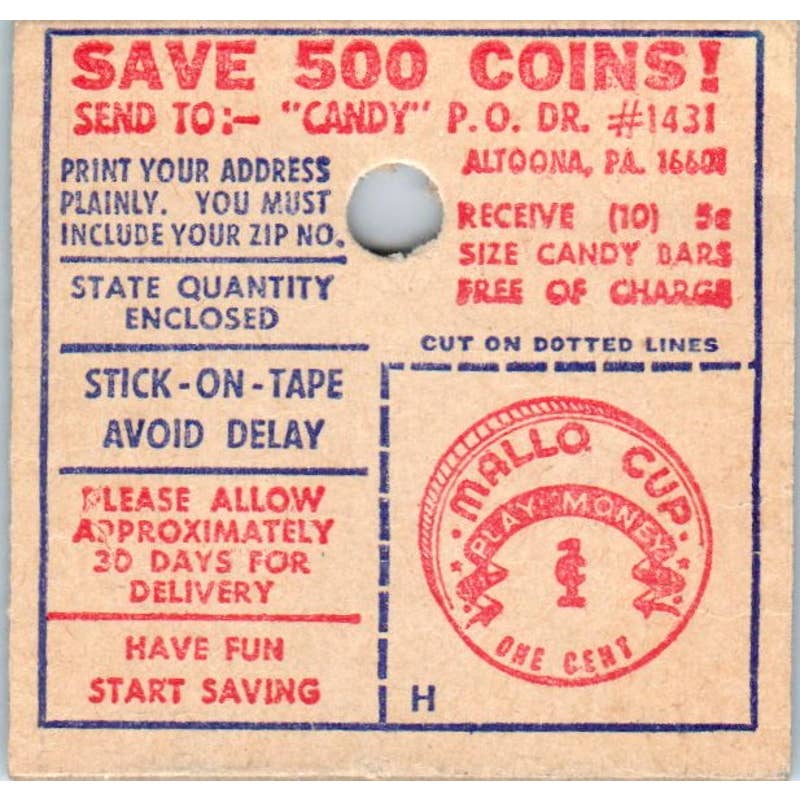 SAVE 500 COINS!
SEND TO:- "CANDY" P.O. DR. #1431
ALTOONA, PA. 16601
PRINT YOUR ADDRESS
PLAINLY. YOU MUST
INCLUDE YOUR ZIP NO.
RECEIVE (10) 5¢
SIZE CANDY BARS
FREE OF CHARGE
STATE QUANTITY
ENCLOSED
STICK-ON-TAPE
AVOID DELAY
PLEASE ALLOW
APPROXIMATELY
30 DAYS FOR
DELIVERY
HAVE FUN
START SAVING
CUT ON DOTTED LINES
· MALLO CUP ·
PLAY MONEY
1¢
ONE CENT
H